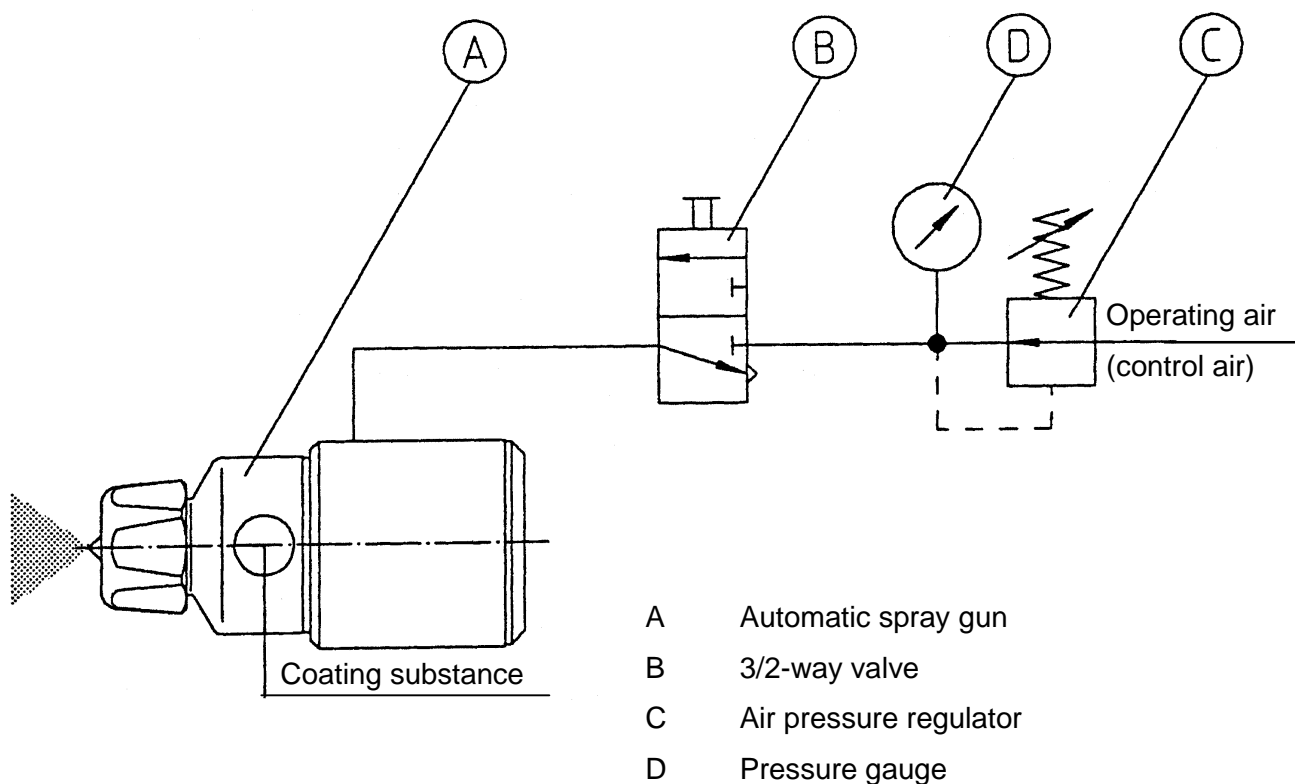 A
B
D
C
Operating air
(control air)
Coating substance
A Automatic spray gun
B 3/2-way valve
C Air pressure regulator
D Pressure gauge